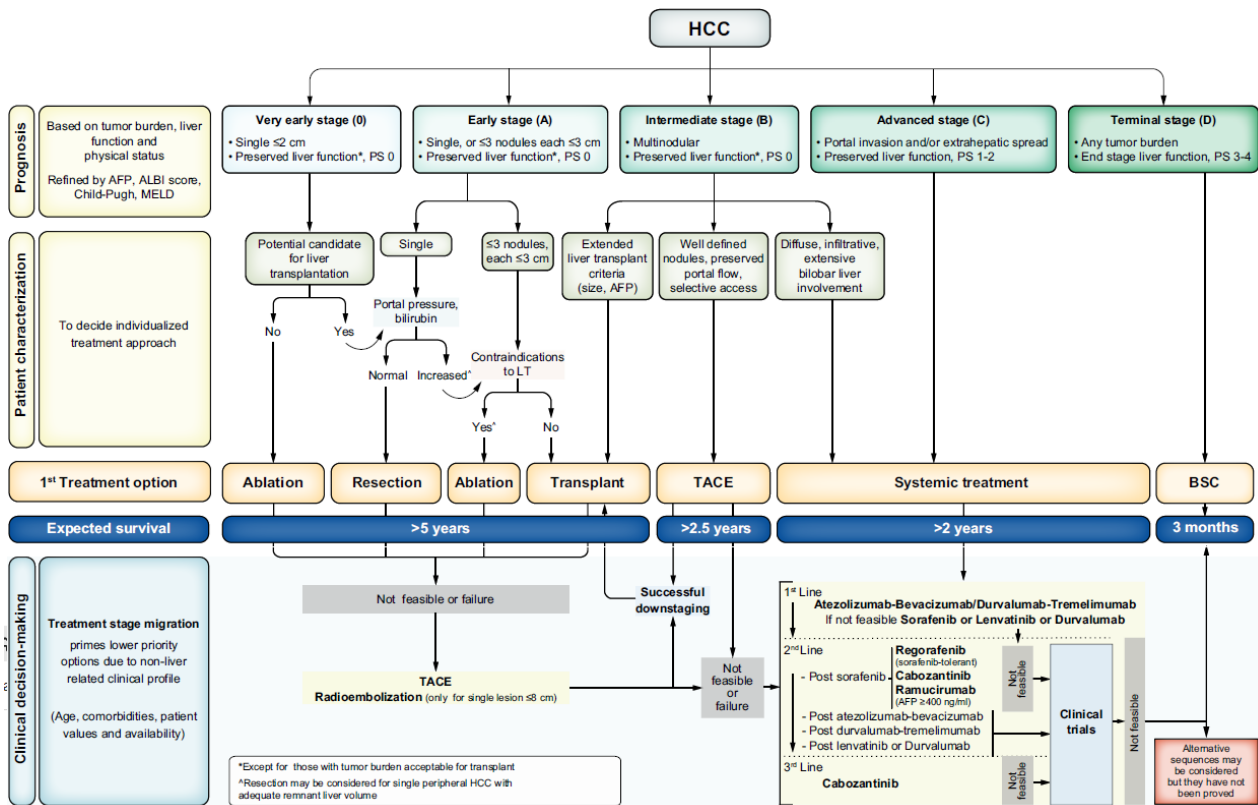 HCC
Prognosis
Based on tumor burden, liver
function and
physical status
Refined by AFP, ALBI score,
Child-Pugh, MELD
Very early stage (0)
• Single ≤2 cm
• Preserved liver function*, PS 0
Early stage (A)
• Single, or ≤3 nodules each ≤3 cm
• Preserved liver function*, PS 0
Intermediate stage (B)
• Multinodular
• Preserved liver function*, PS 0
Advanced stage (C)
• Portal invasion and/or extrahepatic spread
• Preserved liver function, PS 1-2
Terminal stage (D)
• Any tumor burden
• End stage liver function, PS 3-4
Patient characterization
To decide individualized
treatment approach
Potential candidate
for liver
transplantation
Single
≤3 nodules,
each ≤3 cm
Extended
liver transplant
criteria
(size, AFP)
Well defined
nodules, preserved
portal flow,
selective access
Diffuse, infiltrative,
extensive
bilobar liver
involvement
No
Yes
Portal pressure,
bilirubin
Normal
Increased^
Contraindications
to LT
Yes^
No
1st Treatment option
Ablation
Resection
Ablation
Transplant
TACE
Systemic treatment
BSC
Expected survival
>5 years
>2.5 years
>2 years
3 months
Clinical decision-making
Treatment stage migration
primes lower priority
options due to non-liver
related clinical profile
(Age, comorbidities, patient
values and availability)
Not feasible or failure
Successful
downstaging
TACE
Radioembolization (only for single lesion ≤8 cm)
Not
feasible
or
failure
1st Line
Atezolizumab-Bevacizumab/Durvalumab-Tremelimumab
If not feasible Sorafenib or Lenvatinib or Durvalumab
2nd Line
- Post sorafenib
Regorafenib
(sorafenib-tolerant)
Cabozantinib
Ramucirumab
(AFP ≥400 ng/ml)
Not
feasible
- Post atezolizumab-bevacizumab
- Post durvalumab-tremelimumab
- Post lenvatinib or Durvalumab
3rd Line
Cabozantinib
Not
feasible
Clinical
trials
Not feasible
Alternative
sequences may
be considered
but they have not
been proved
*Except for those with tumor burden acceptable for transplant
^Resection may be considered for single peripheral HCC with
adequate remnant liver volume